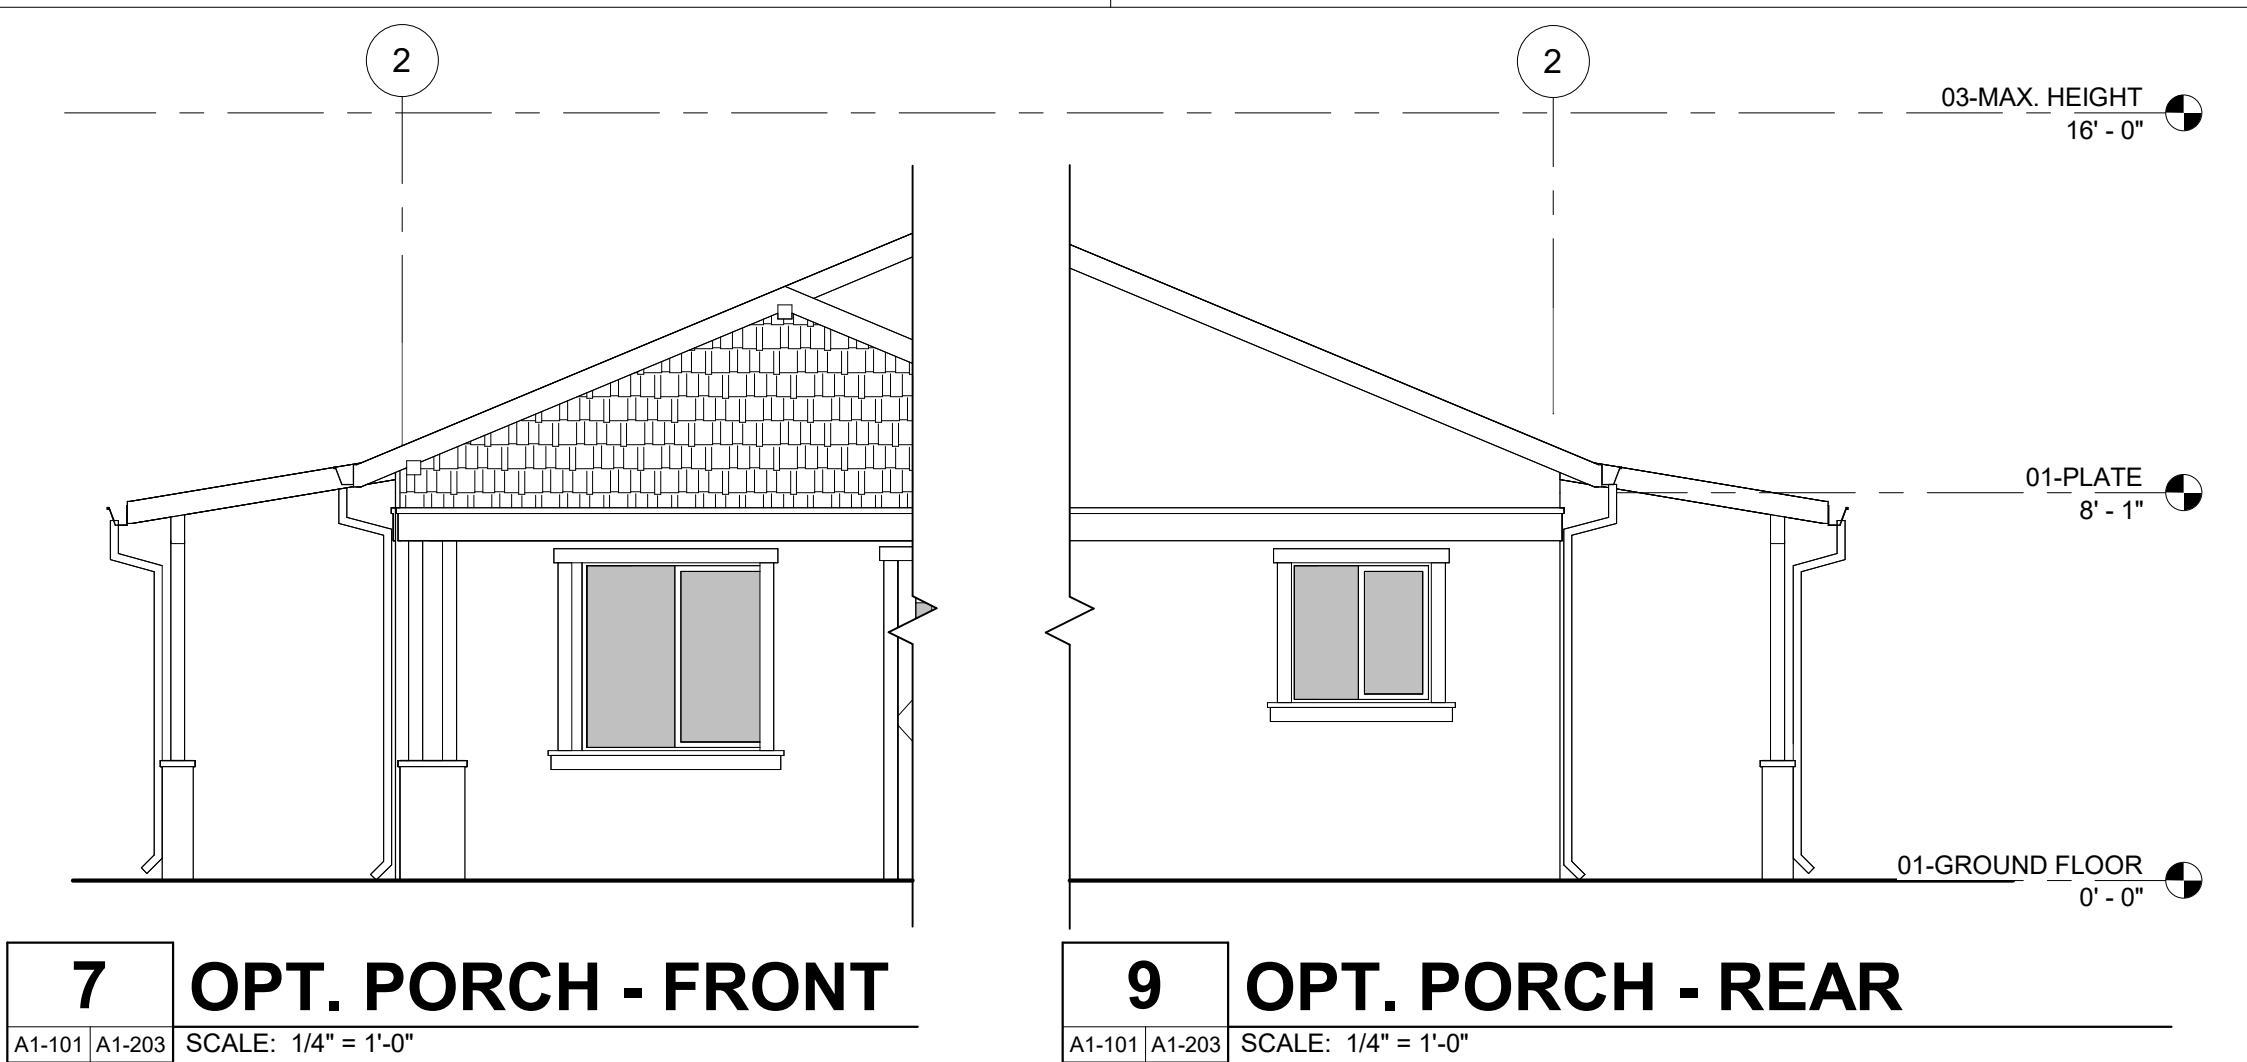 2
2
03-MAX. HEIGHT
16' - 0"
01-PLATE
8' - 1"
01-GROUND FLOOR
0' - 0"
7
OPT. PORCH - FRONT
A1-101 A1-203 SCALE: 1/4" = 1'-0"
9
OPT. PORCH - REAR
A1-101 A1-203 SCALE: 1/4" = 1'-0"